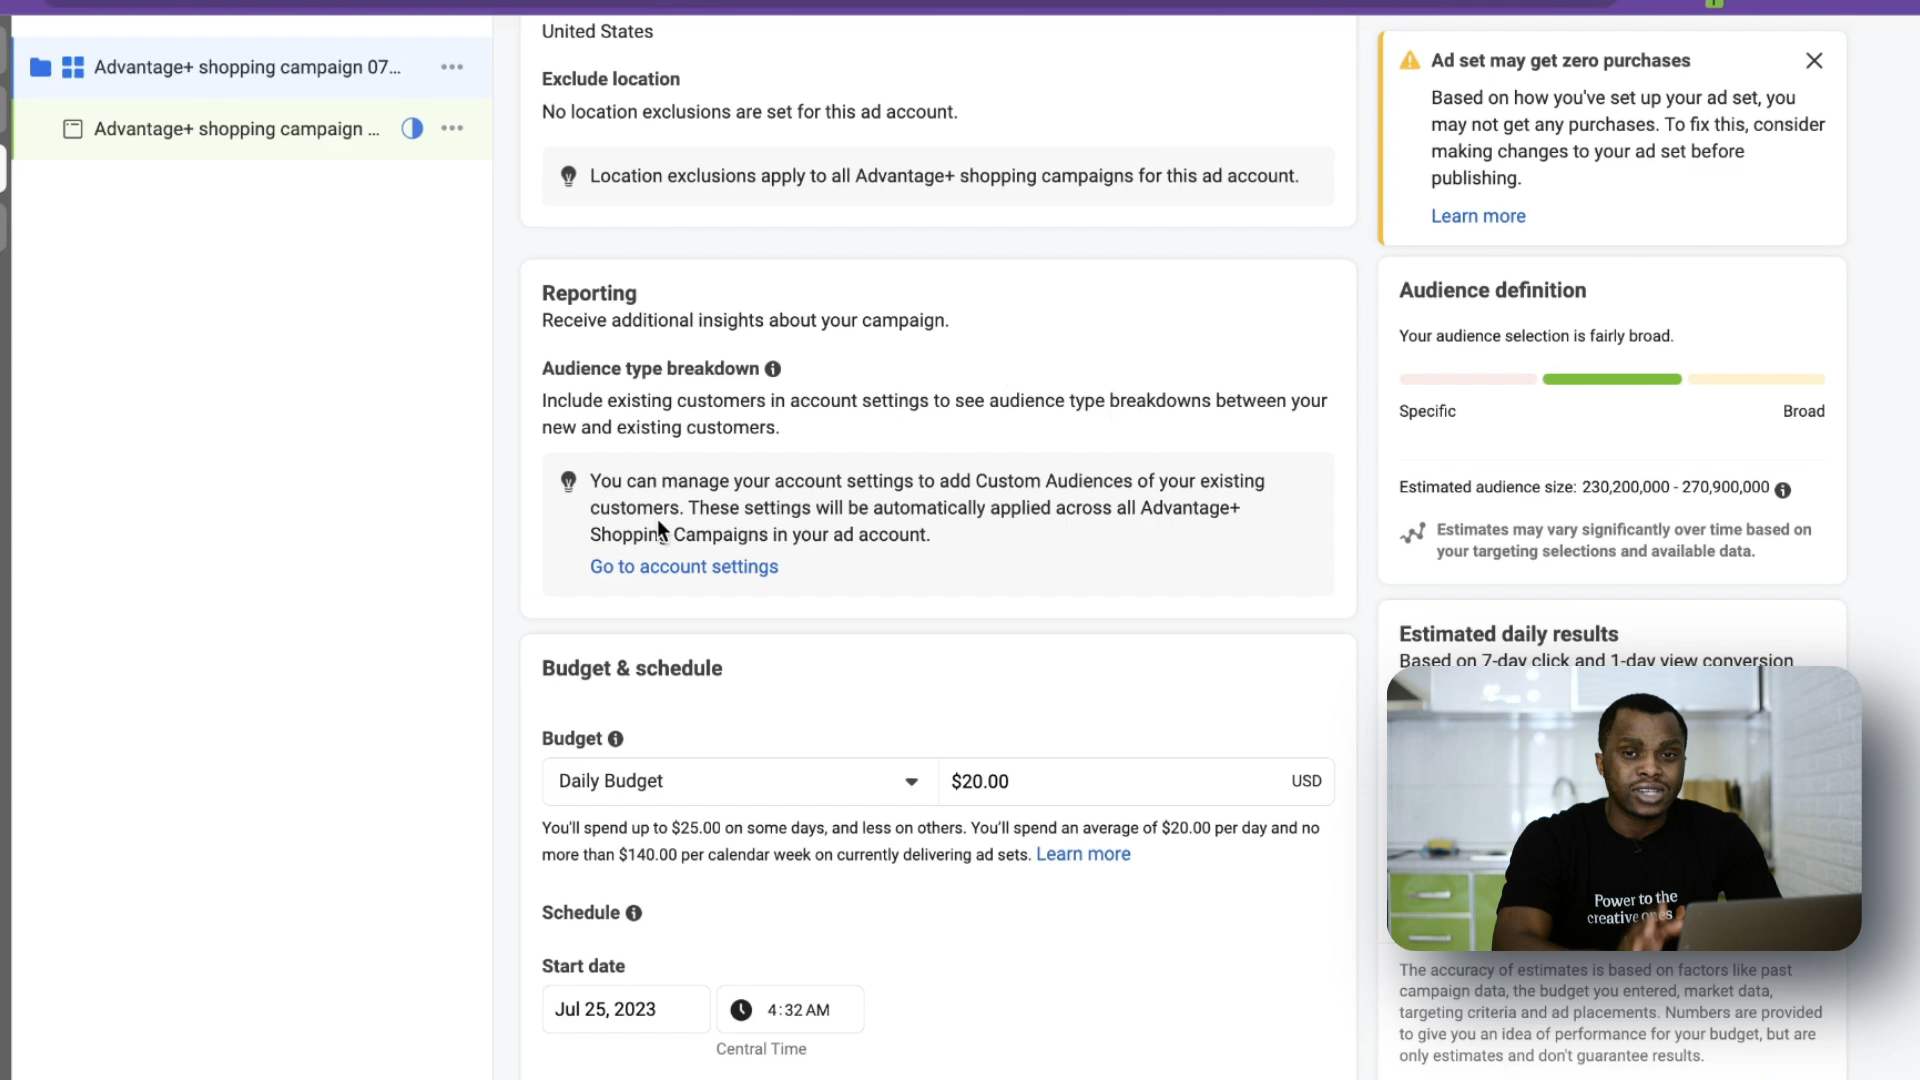 Advantage+ shopping campaign 07...
Advantage+ shopping campaign ...
United States
Exclude location
No location exclusions are set for this ad account.
Location exclusions apply to all Advantage+ shopping campaigns for this ad account.
Reporting
Receive additional insights about your campaign.
Audience type breakdown
Include existing customers in account settings to see audience type breakdowns between your
new and existing customers.
You can manage your account settings to add Custom Audiences of your existing
customers. These settings will be automatically applied across all Advantage+
Shopping Campaigns in your ad account.
Go to account settings
Budget & schedule
Budget
Daily Budget
$20.00
USD
You'll spend up to $25.00 on some days, and less on others. You'll spend an average of $20.00 per day and no
more than $140.00 per calendar week on currently delivering ad sets. Learn more
Schedule
Start date
Jul 25, 2023
4:32 AM
Central Time
Ad set may get zero purchases
Based on how you've set up your ad set, you
may not get any purchases. To fix this, consider
making changes to your ad set before
publishing.
Learn more
Audience definition
Your audience selection is fairly broad.
Specific
Broad
Estimated audience size: 230,200,000 - 270,900,000
Estimates may vary significantly over time based on
your targeting selections and available data.
Estimated daily results
Based on 7-day click and 1-day view conversion
Power to the
creative ones
The accuracy of estimates is based on factors like past
campaign data, the budget you entered, market data,
targeting criteria and ad placements. Numbers are provided
to give you an idea of performance for your budget, but are
only estimates and don't guarantee results.